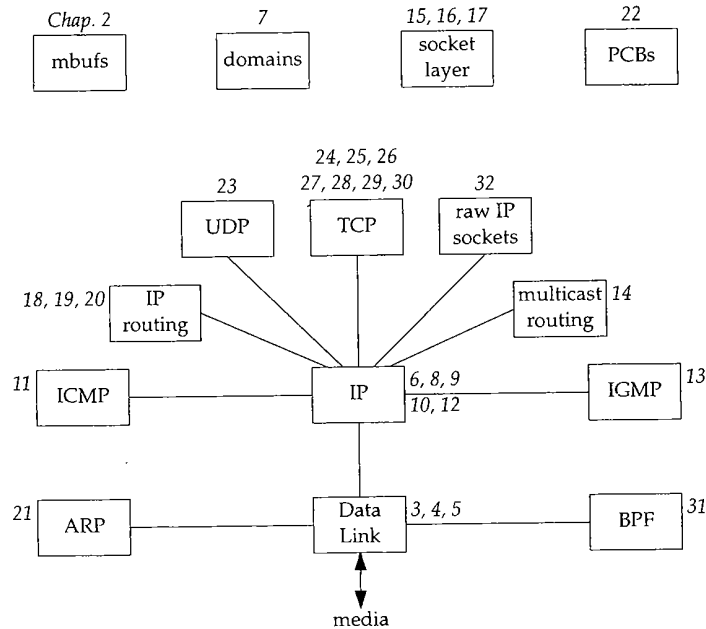 Chap. 2
7
15, 16, 17
22
mbufs
domains
socket
layer
PCBs
24, 25, 26
27, 28, 29, 30
23
32
UDP
TCP
raw IP
sockets
18, 19, 20
IP
routing
multicast
routing
14
11
ICMP
IP
6, 8, 9
10, 12
IGMP
13
21
ARP
Data
Link
3, 4, 5
BPF
31
media